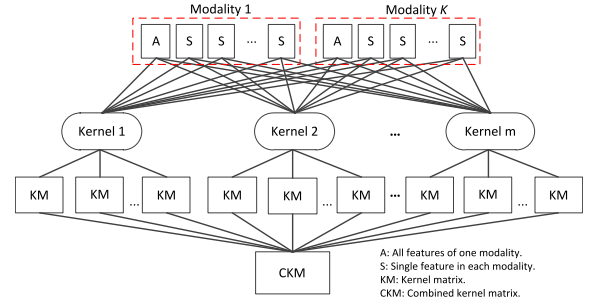 Modality 1 Modality K
A S S ... S A S S ... S
Kernel 1 Kernel 2 ... Kernel m
KM KM ... KM KM KM ... KM ... KM KM ... KM
CKM
A: All features of one modality.
S: Single feature in each modality.
KM: Kernel matrix.
CKM: Combined kernel matrix.